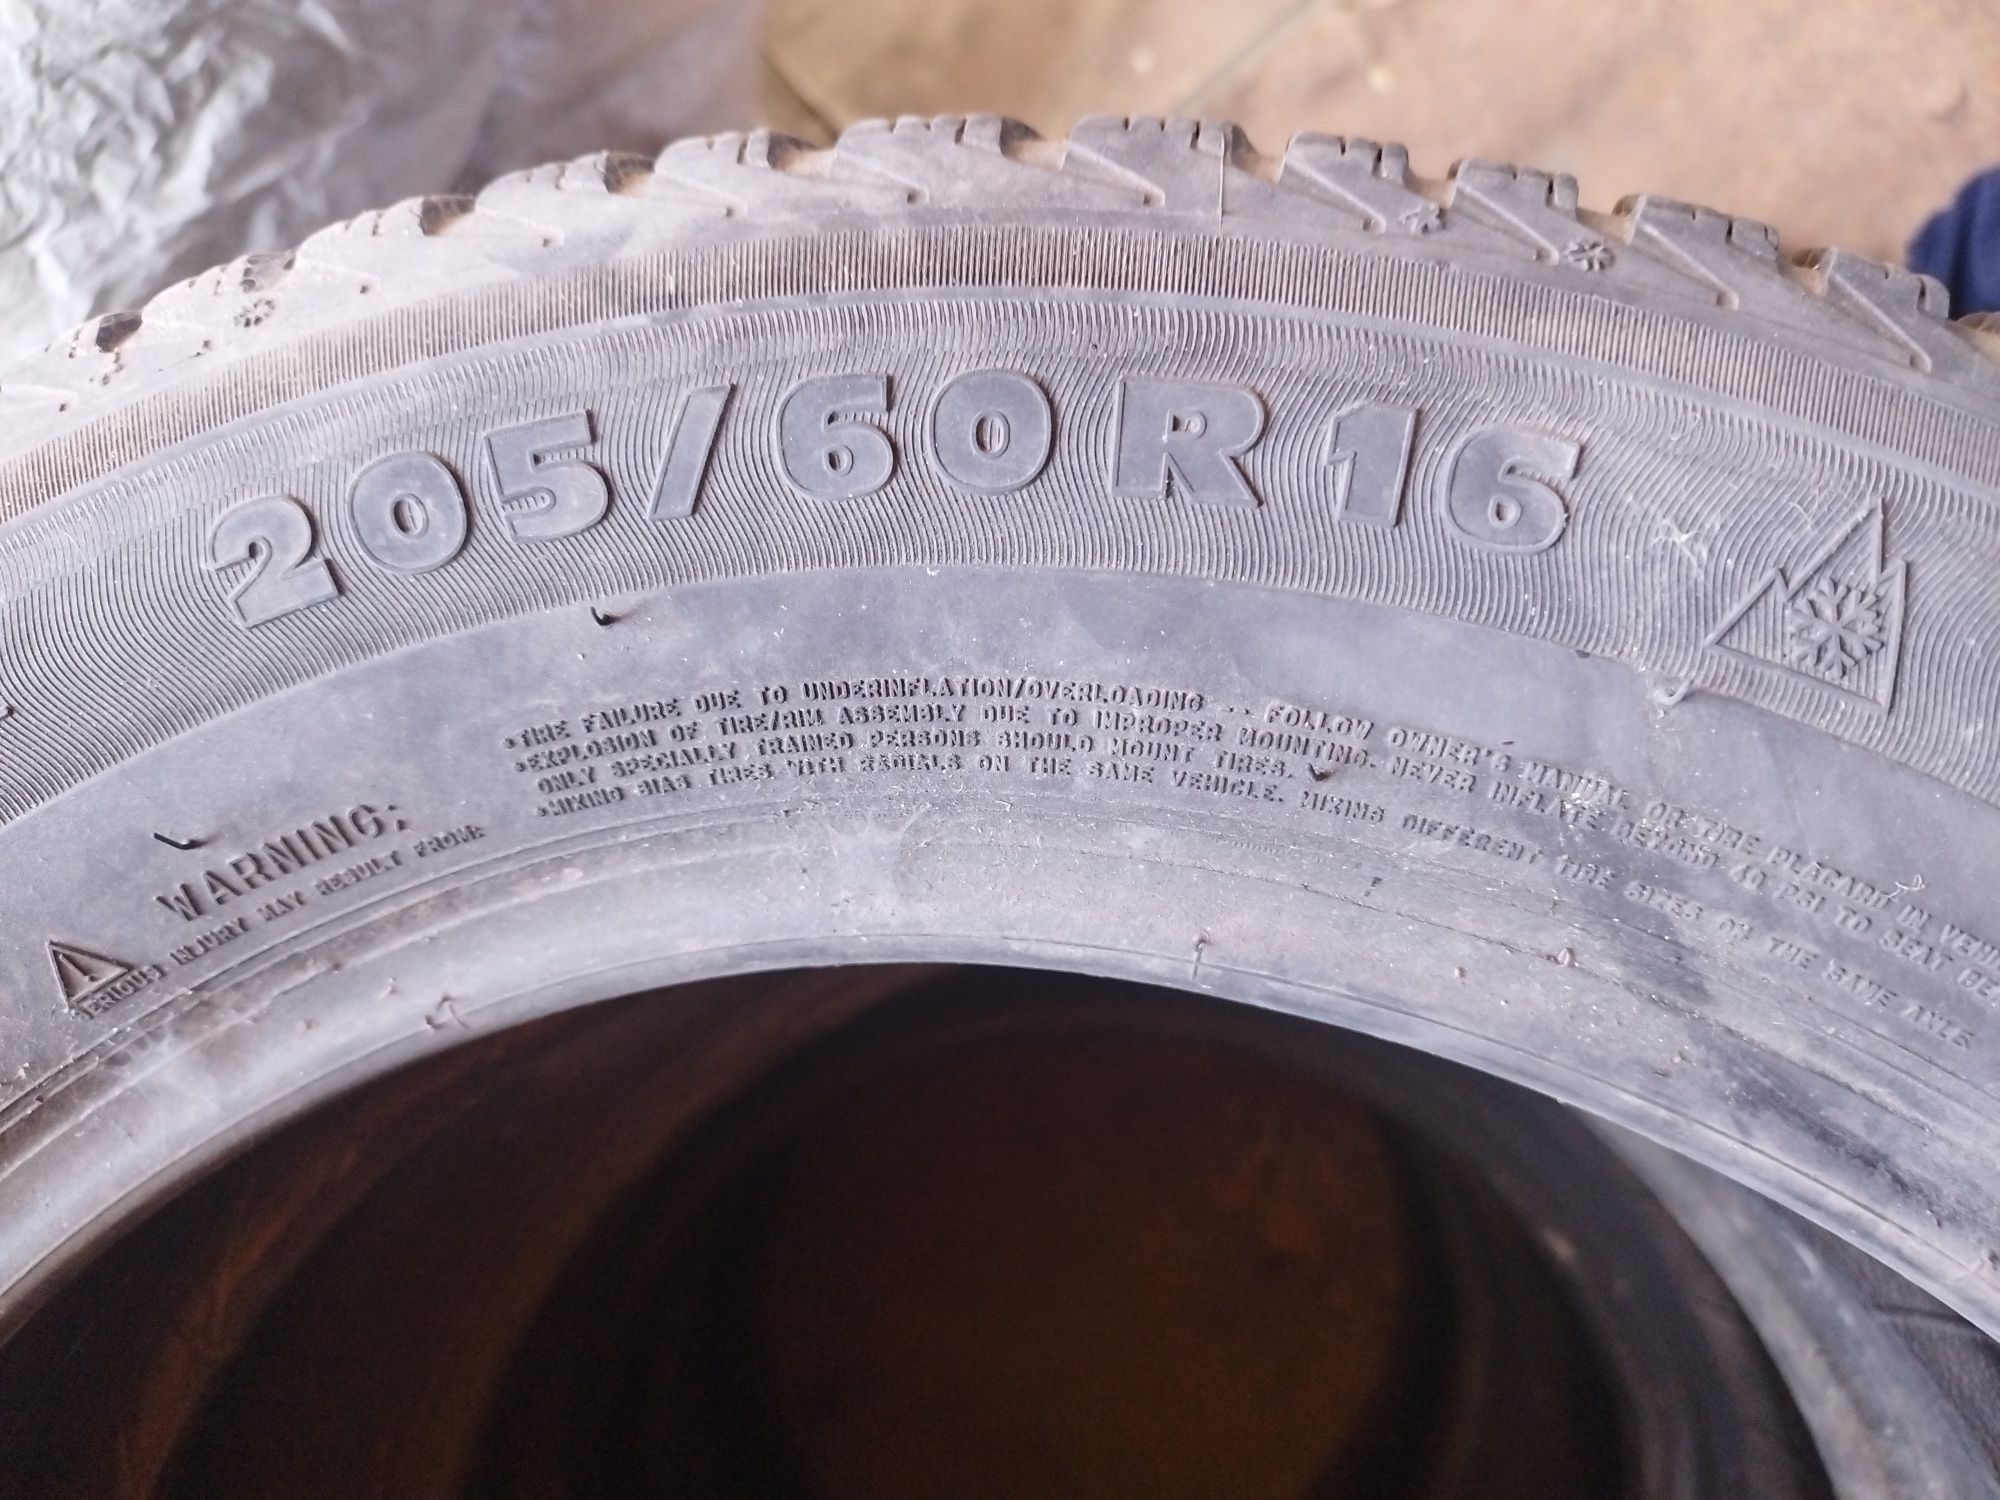 205/60R16
WARNING:
SERIOUS INJURY MAY RESULT FROM:
•TIRE FAILURE DUE TO UNDERINFLATION/OVERLOADING -- FOLLOW OWNER'S MANUAL OR TIRE PLACARD IN
•EXPLOSION OF TIRE/RIM ASSEMBLY DUE TO IMPROPER MOUNTING. NEVER INFLATE BEYOND 40 PSI TO SEAT
ONLY SPECIALLY TRAINED PERSONS SHOULD MOUNT TIRES.
•MIXING BIAS TIRES WITH RADIALS ON THE SAME VEHICLE. MIXING DIFFERENT TIRE SIZES ON THE SAME AXLE